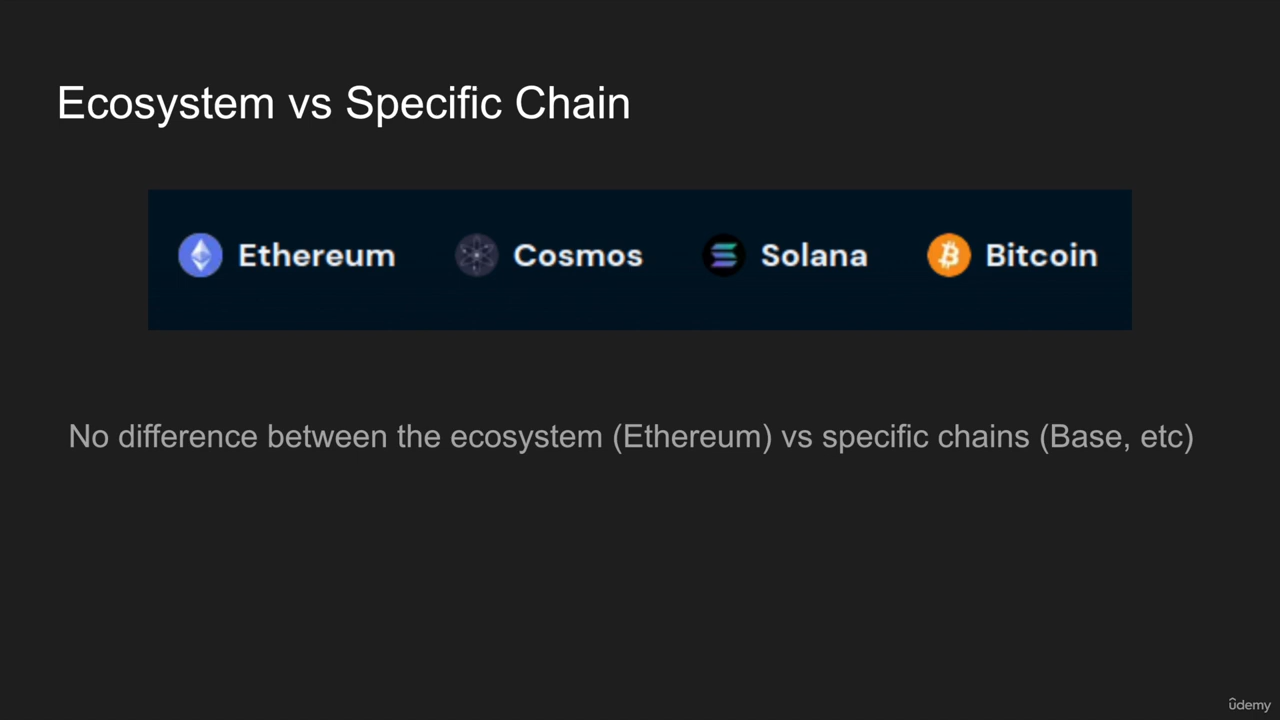 Ecosystem vs Specific Chain
Ethereum Cosmos Solana Bitcoin
No difference between the ecosystem (Ethereum) vs specific chains (Base, etc)
ûdemy